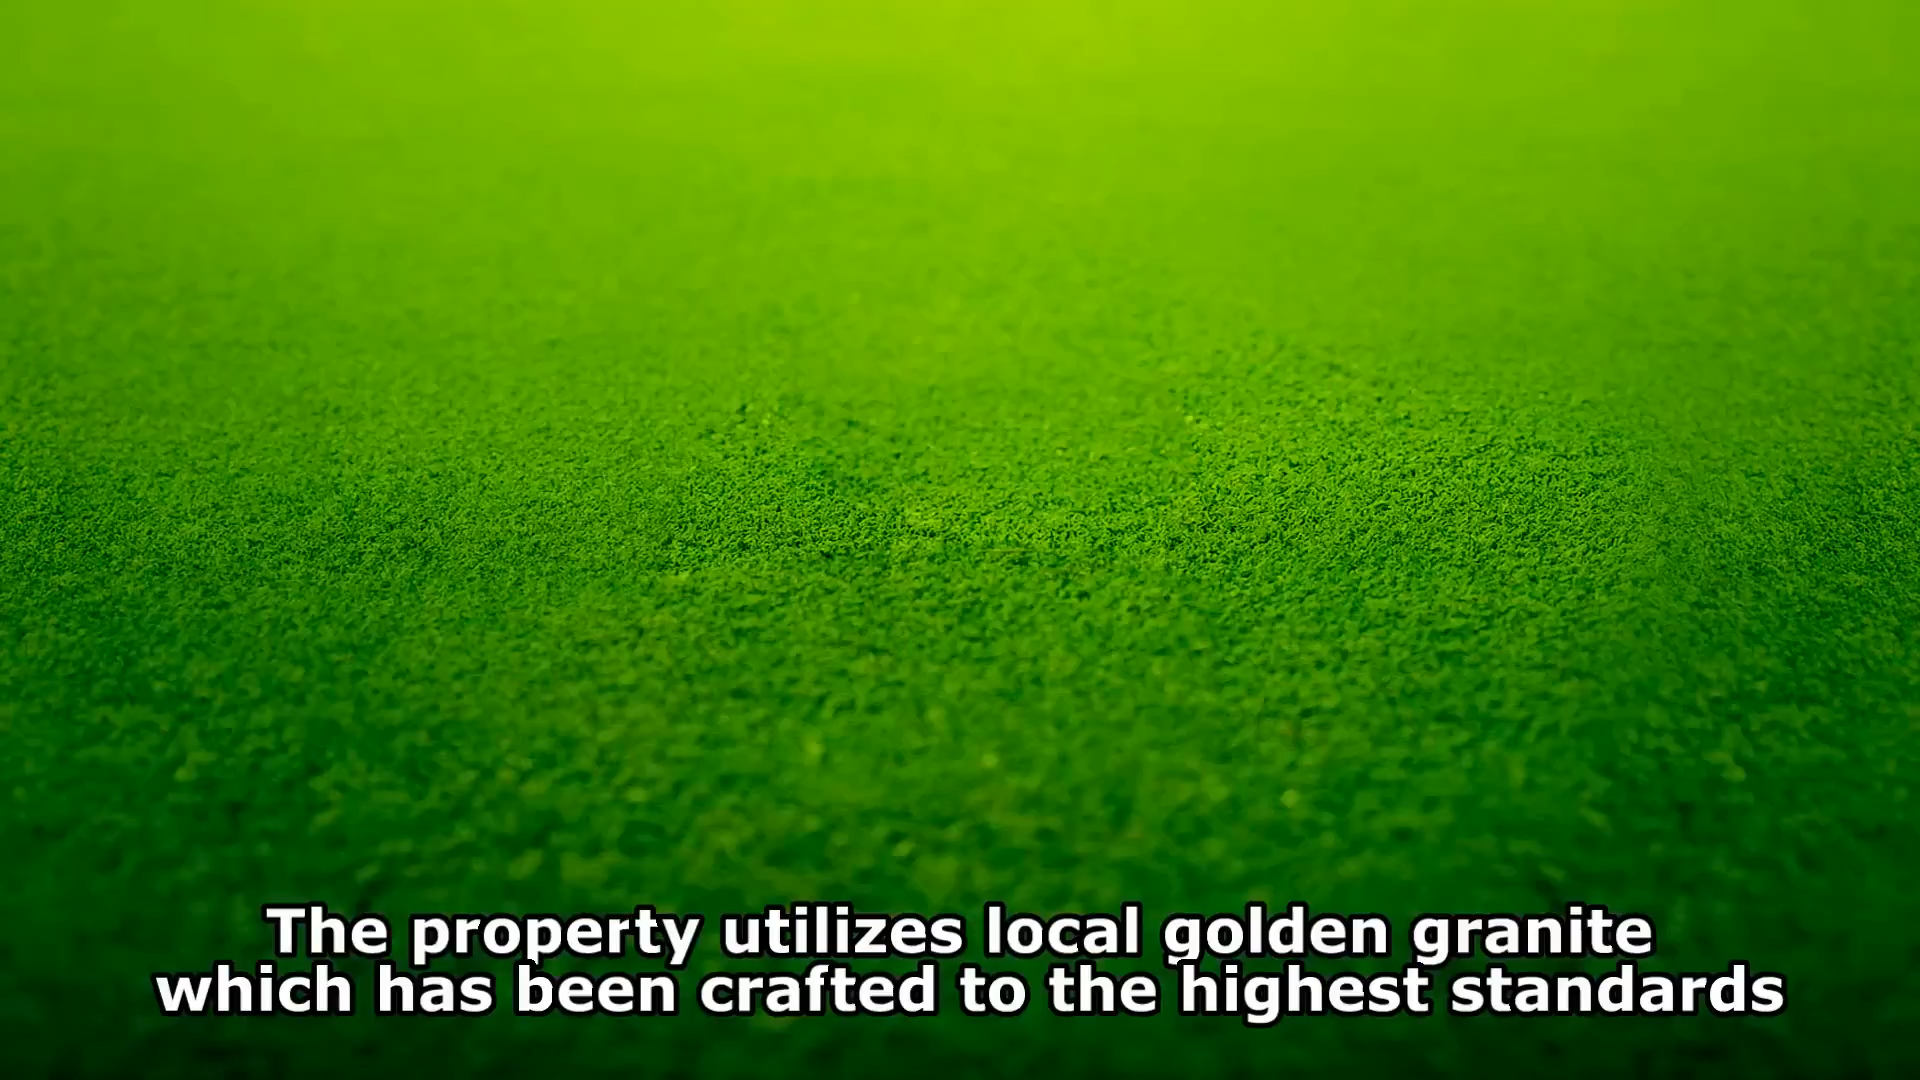 The property utilizes local golden granite
which has been crafted to the highest standards